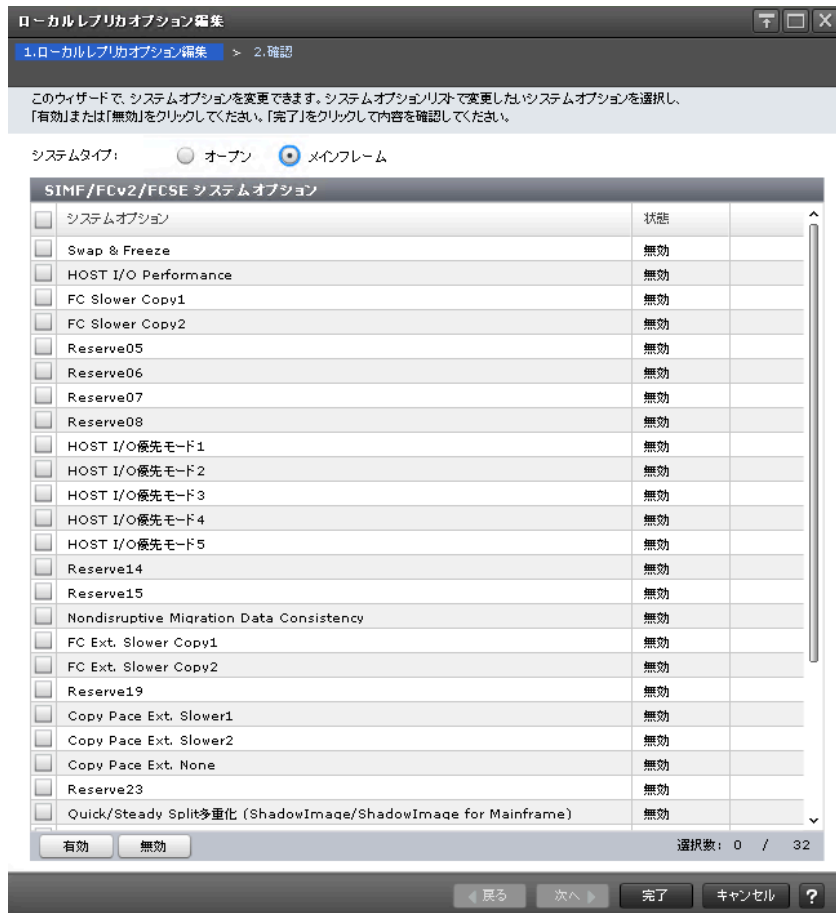 ローカルレプリカオプション編集
1.ローカルレプリカオプション編集 > 2.確認
このウィザードで、システムオプションを変更できます。システムオプションリストで変更したいシステムオプションを選択し、
「有効」または「無効」をクリックしてください。「完了」をクリックして内容を確認してください。
システムタイプ: オープン メインフレーム
SIMF/FCv2/FCSE システムオプション
システムオプション 状態
Swap & Freeze 無効
HOST I/O Performance 無効
FC Slower Copy1 無効
FC Slower Copy2 無効
Reserve05 無効
Reserve06 無効
Reserve07 無効
Reserve08 無効
HOST I/O優先モード1 無効
HOST I/O優先モード2 無効
HOST I/O優先モード3 無効
HOST I/O優先モード4 無効
HOST I/O優先モード5 無効
Reserve14 無効
Reserve15 無効
Nondisruptive Migration Data Consistency 無効
FC Ext. Slower Copy1 無効
FC Ext. Slower Copy2 無効
Reserve19 無効
Copy Pace Ext. Slower1 無効
Copy Pace Ext. Slower2 無効
Copy Pace Ext. None 無効
Reserve23 無効
Quick/Steady Split多重化 (ShadowImage/ShadowImage for Mainframe) 無効
有効 無効 選択数: 0 / 32
戻る 次へ 完了 キャンセル ?